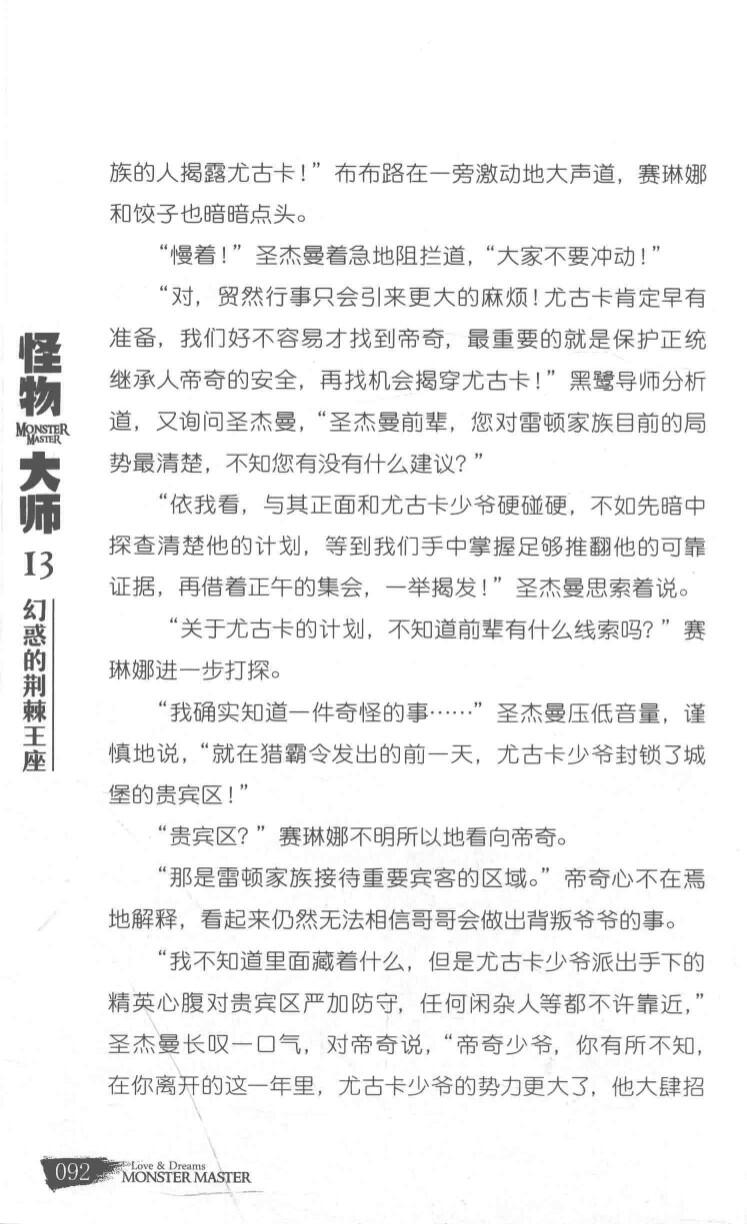 族的人揭露尤古卡！”布布路在一旁激动地大声道，赛琳娜
和饺子也暗暗点头。
“慢着！”圣杰曼着急地阻拦道，“大家不要冲动！”
“对，贸然行事只会引来更大的麻烦！尤古卡肯定早有
准备，我们好不容易才找到帝奇，最重要的就是保护正统
继承人帝奇的安全，再找机会揭穿尤古卡！”黑鹭导师分析
道，又询问圣杰曼，“圣杰曼前辈，您对雷顿家族目前的局
势最清楚，不知您有没有什么建议？”
“依我看，与其正面和尤古卡少爷硬碰硬，不如先暗中
探查清楚他的计划，等到我们手中掌握足够推翻他的可靠
证据，再借着正午的集会，一举揭发！”圣杰曼思索着说。
“关于尤古卡的计划，不知道前辈有什么线索吗？”赛
琳娜进一步打探。
“我确实知道一件奇怪的事……”圣杰曼压低音量，谨
慎地说，“就在猎霸令发出的前一天，尤古卡少爷封锁了城
堡的贵宾区！”
“贵宾区？”赛琳娜不明所以地看向帝奇。
“那是雷顿家族接待重要宾客的区域。”帝奇心不在焉
地解释，看起来仍然无法相信哥哥会做出背叛爷爷的事。
“我不知道里面藏着什么，但是尤古卡少爷派出手下的
精英心腹对贵宾区严加防守，任何闲杂人等都不许靠近，”
圣杰曼长叹一口气，对帝奇说，“帝奇少爷，你有所不知，
在你离开的这一年里，尤古卡少爷的势力更大了，他大肆招
怪物
MONSTER
MASTER
大师
13
幻惑的荆棘王座
092
Love & Dreams
MONSTER MASTER